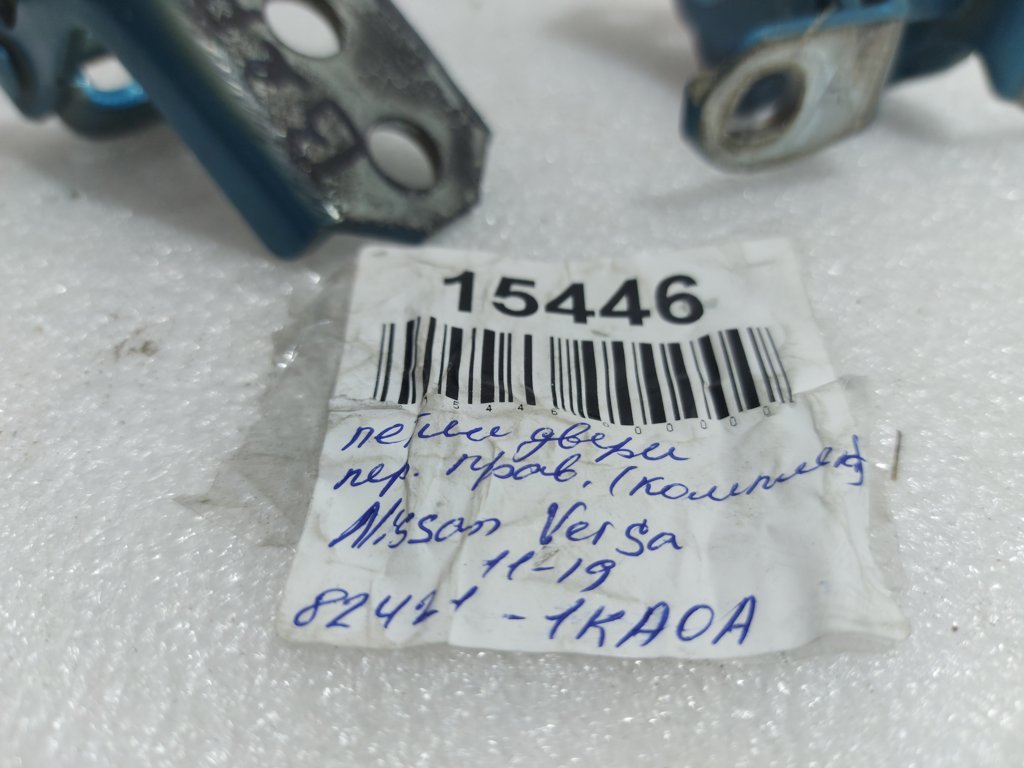 15446
петли двери
пер. прав. (комплект)
Nissan Versa
11-19
82421-1KA0A